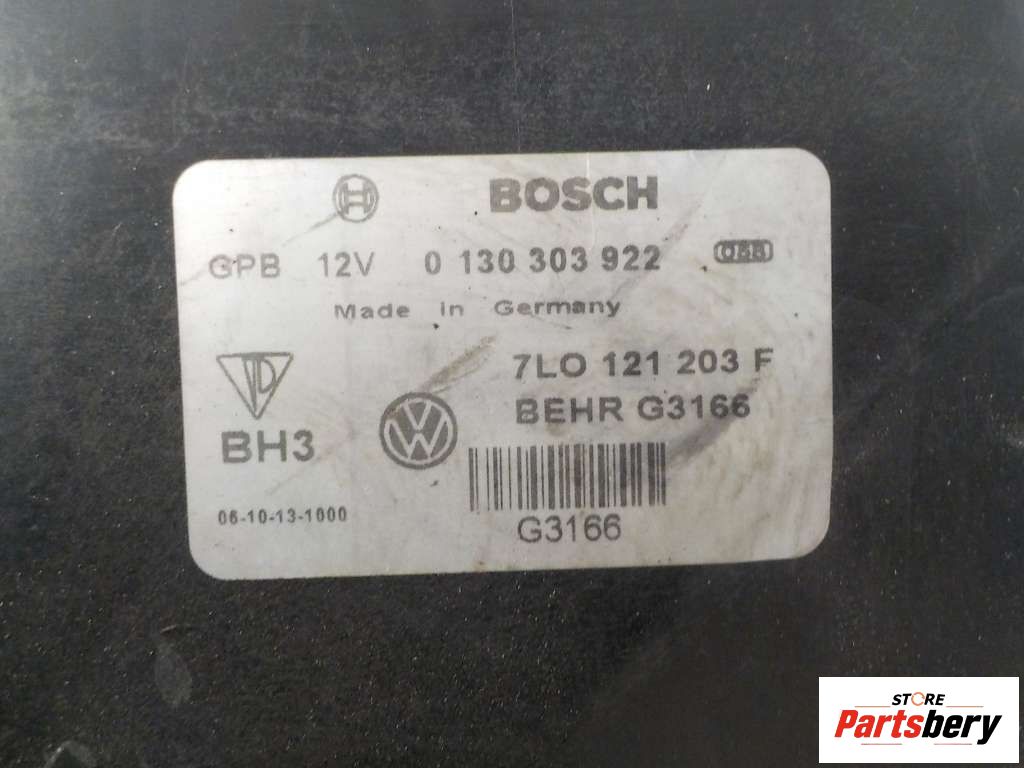 BOSCH
GPB 12V 0 130 303 922
Made in Germany
7LO 121 203 F
BEHR G3166
BH3
06-10-13-1000
G3166
STORE
Partsbery